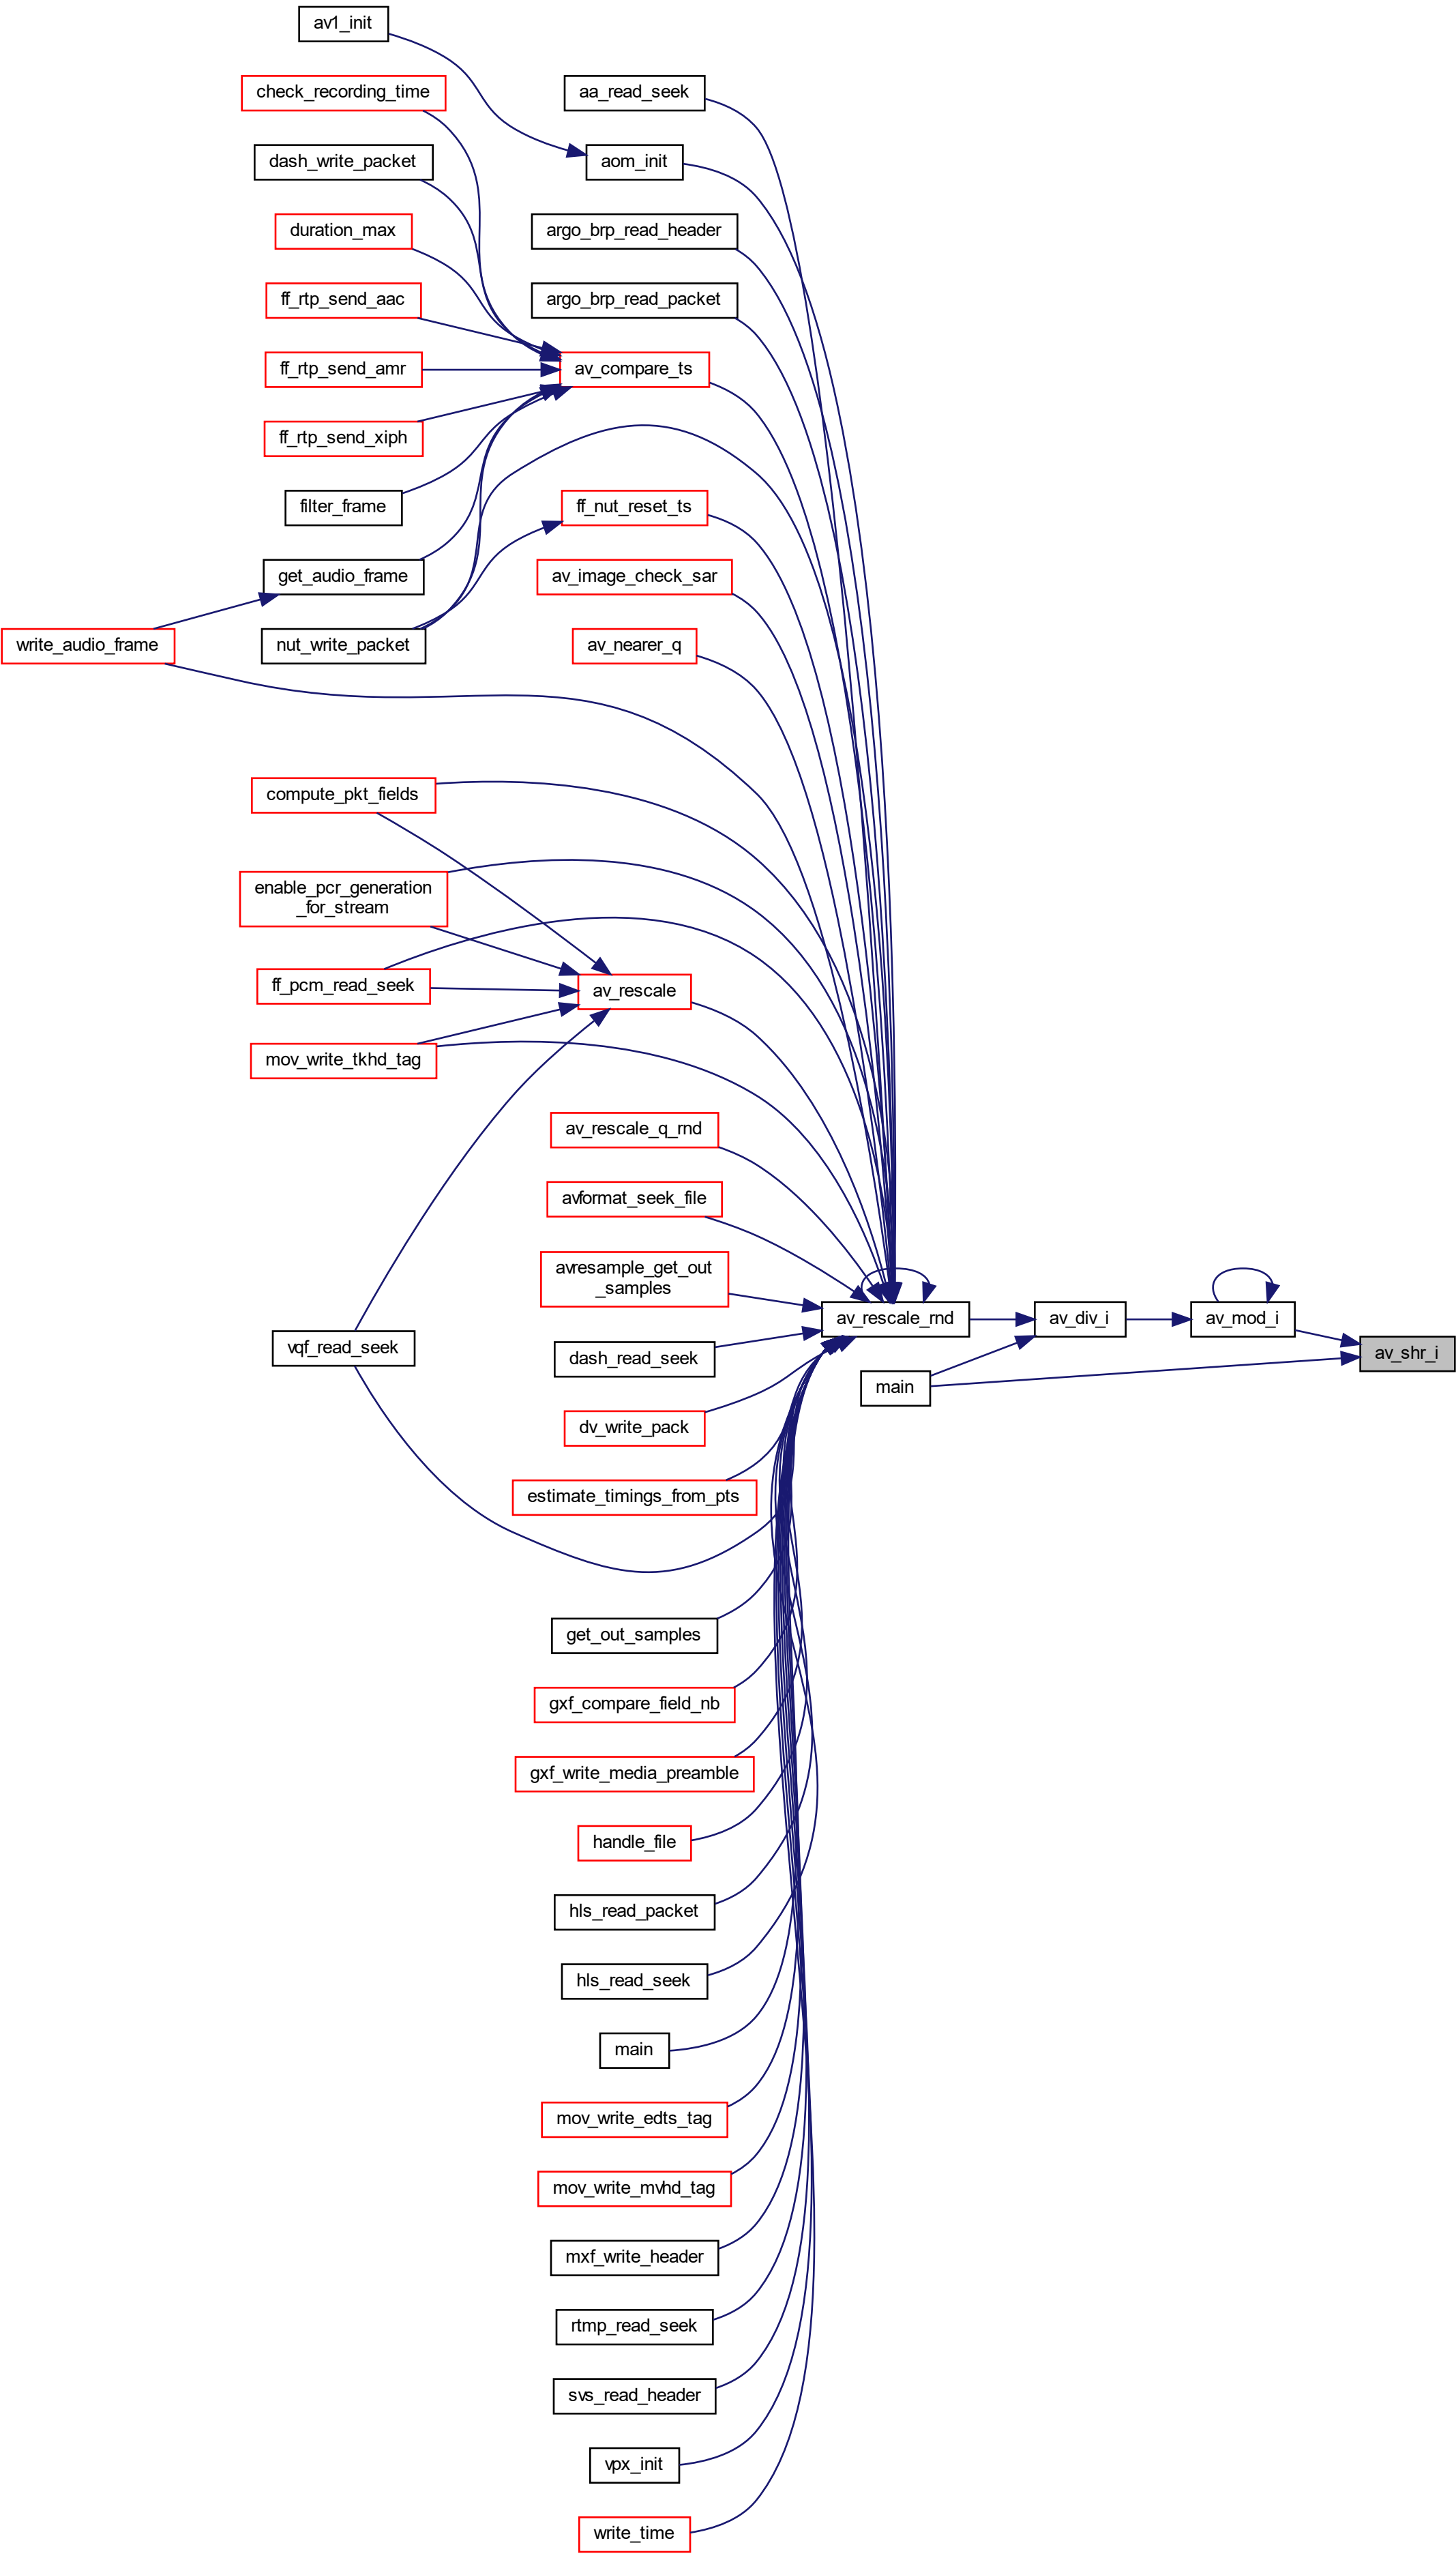 av1_init
check_recording_time
aa_read_seek
dash_write_packet
aom_init
duration_max
argo_brp_read_header
ff_rtp_send_aac
argo_brp_read_packet
ff_rtp_send_amr
av_compare_ts
ff_rtp_send_xiph
filter_frame
ff_nut_reset_ts
get_audio_frame
av_image_check_sar
write_audio_frame
nut_write_packet
av_nearer_q
compute_pkt_fields
enable_pcr_generation
_for_stream
ff_pcm_read_seek
av_rescale
mov_write_tkhd_tag
av_rescale_q_rnd
avformat_seek_file
avresample_get_out
_samples
av_rescale_rnd
av_div_i
av_mod_i
vqf_read_seek
dash_read_seek
av_shr_i
main
dv_write_pack
estimate_timings_from_pts
get_out_samples
gxf_compare_field_nb
gxf_write_media_preamble
handle_file
hls_read_packet
hls_read_seek
main
mov_write_edts_tag
mov_write_mvhd_tag
mxf_write_header
rtmp_read_seek
svs_read_header
vpx_init
write_time